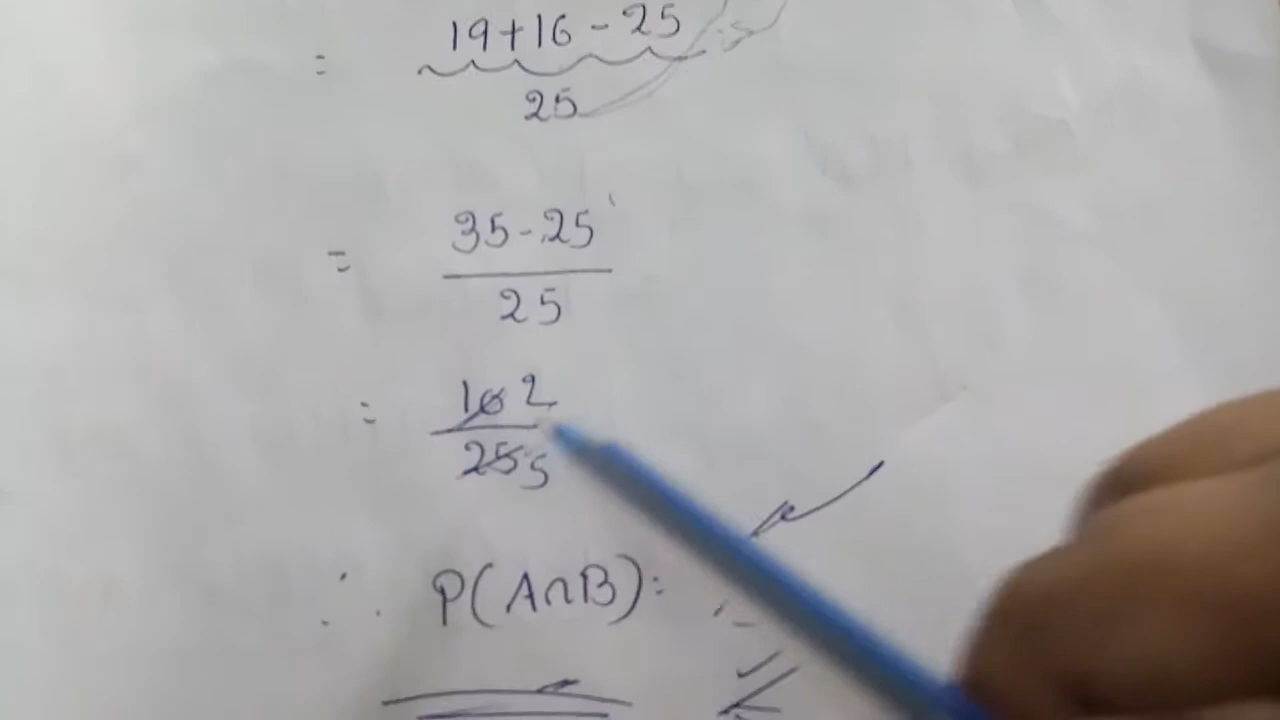 = 19+16-25
25
= 35-25
25
= 10 2
25 5
∴ P(A∩B) =